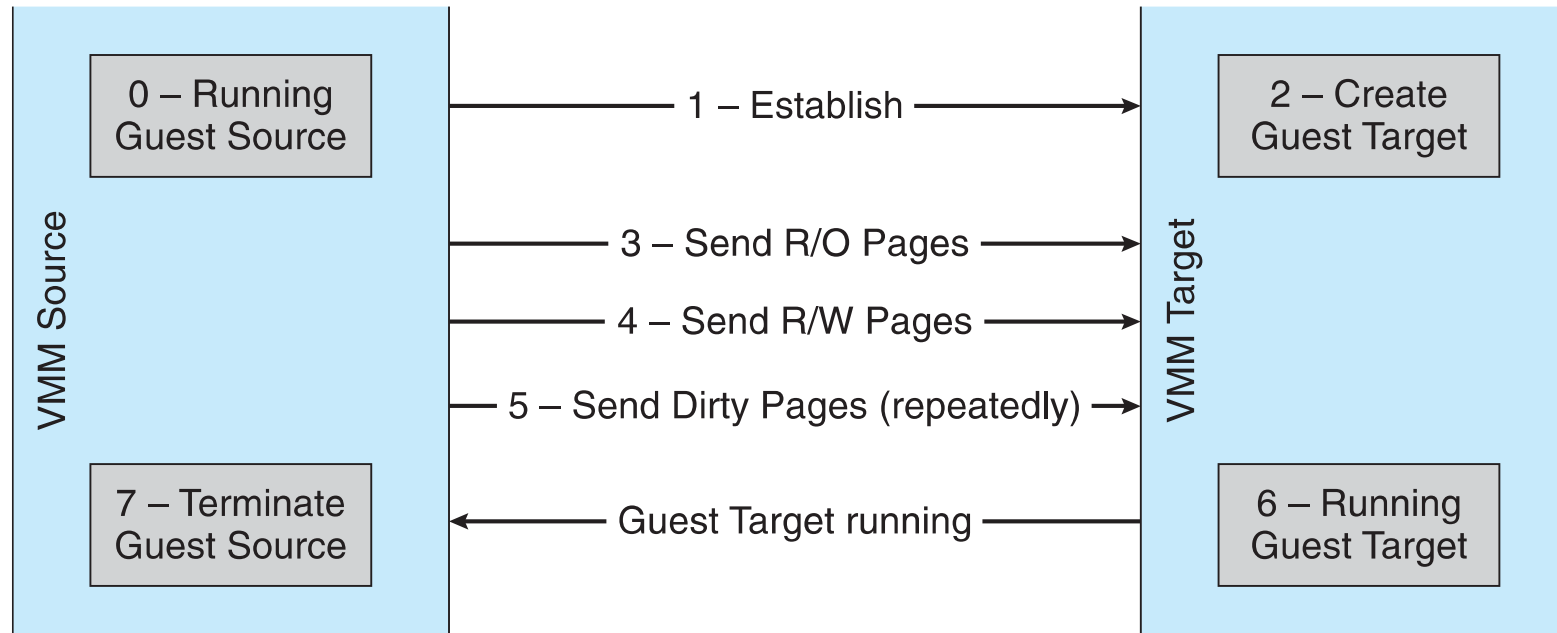 0 – Running
Guest Source
1 – Establish
2 – Create
Guest Target
3 – Send R/O Pages
4 – Send R/W Pages
5 – Send Dirty Pages (repeatedly)
VMM Source
VMM Target
7 – Terminate
Guest Source
Guest Target running
6 – Running
Guest Target